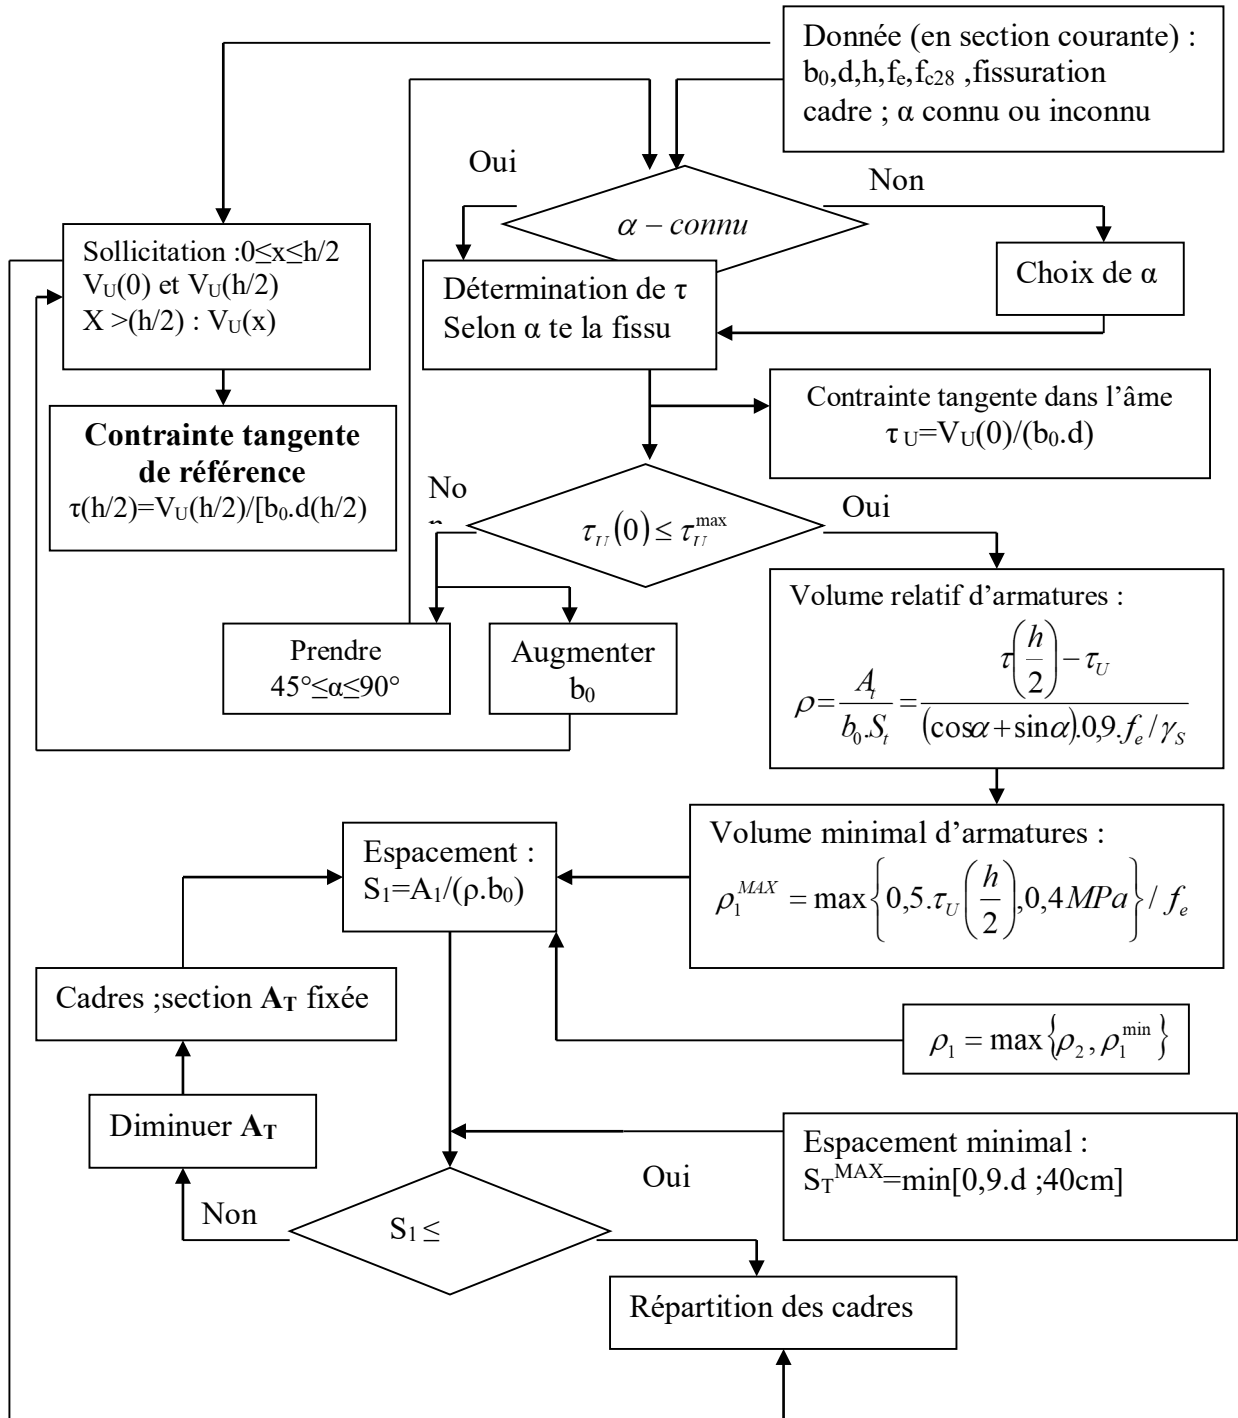 Donnée (en section courante) :
b₀,d,h,fₑ,f_c28 ,fissuration
cadre ; α connu ou inconnu
Oui
Non
α – connu
Sollicitation :0≤x≤h/2
V_U(0) et V_U(h/2)
X >(h/2) : V_U(x)
Choix de α
Détermination de τ
Selon α te la fissu
Contrainte tangente dans l’âme
τ_U=V_U(0)/(b₀.d)
Contrainte tangente
de référence
τ(h/2)=V_U(h/2)/[b₀.d(h/2)
No
Oui
τ_U(0) ≤ τ_U^max
Volume relatif d’armatures :
ρ = A_t / (b₀.S_t) = (τ(h/2) – τ_U) / ((cosα + sinα).0,9.fₑ / γ_S)
Prendre
45°≤α≤90°
Augmenter
b₀
Volume minimal d’armatures :
ρ₁^MAX = max{0,5.τ_U(h/2),0,4MPa} / fₑ
Espacement :
S₁=A₁/(ρ.b₀)
Cadres ;section A_T fixée
ρ₁ = max{ρ₂, ρ₁^min}
Diminuer A_T
Espacement minimal :
S_T^MAX=min[0,9.d ;40cm]
Oui
Non
S₁ ≤
Répartition des cadres